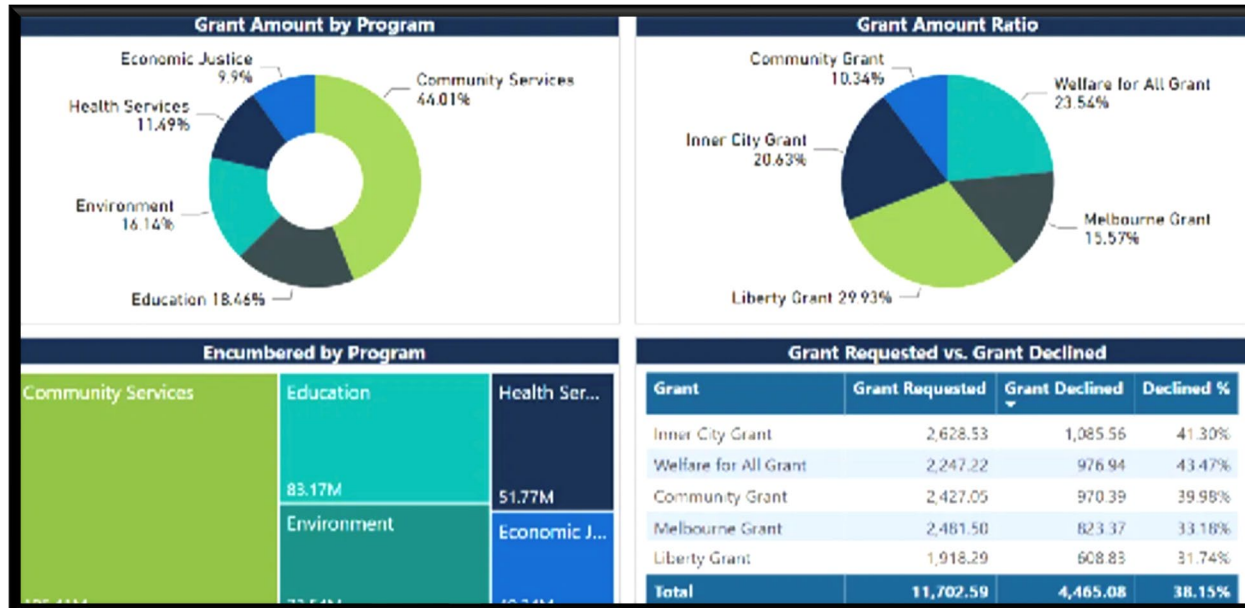 Grant Amount by Program
Economic Justice
9.9%
Community Services
44.01%
Health Services
11.49%
Environment
16.14%
Education 18.46%
Grant Amount Ratio
Community Grant
10.34%
Welfare for All Grant
23.54%
Inner City Grant
20.63%
Melbourne Grant
15.57%
Liberty Grant 29.93%
Encumbered by Program
Community Services
Education
83.17M
Health Ser...
51.77M
Environment
Economic J...
Grant Requested vs. Grant Declined
Grant Grant Requested Grant Declined Declined %
Inner City Grant 2,628.53 1,085.56 41.30%
Welfare for All Grant 2,247.22 976.94 43.47%
Community Grant 2,427.05 970.39 39.98%
Melbourne Grant 2,481.50 823.37 33.18%
Liberty Grant 1,918.29 608.83 31.74%
Total 11,702.59 4,465.08 38.15%